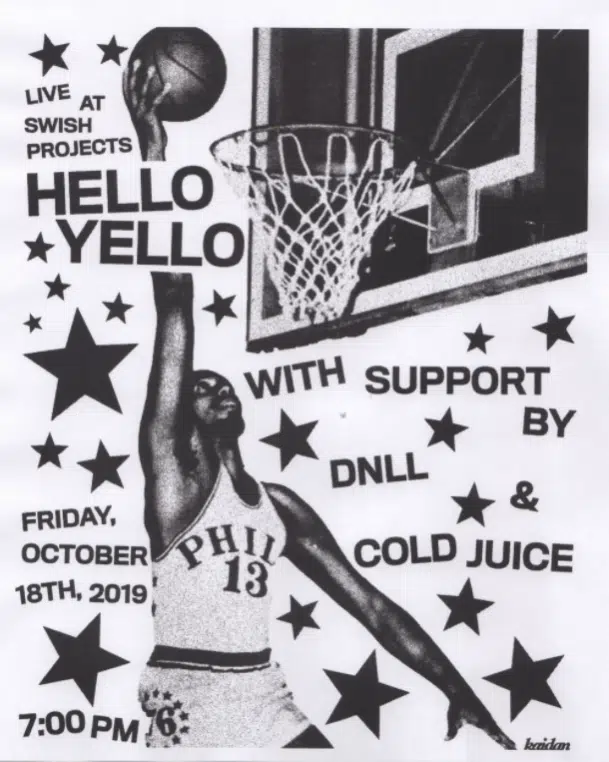 LIVE AT
SWISH
PROJECTS
HELLO
YELLO
WITH SUPPORT
BY
DNLL
&
COLD JUICE
FRIDAY,
OCTOBER
18TH, 2019
7:00 PM
PHIL
13
76
kaidan